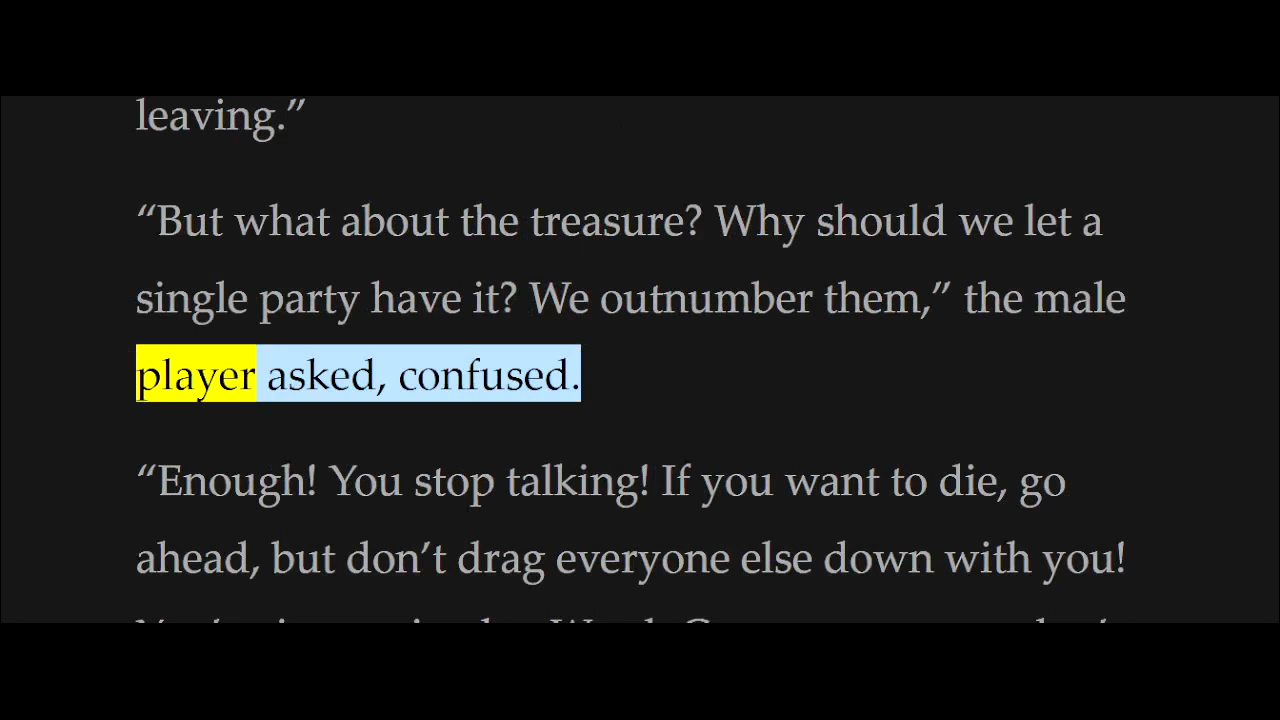 leaving.”
“But what about the treasure? Why should we let a
single party have it? We outnumber them,” the male
player asked, confused.
“Enough! You stop talking! If you want to die, go
ahead, but don’t drag everyone else down with you!